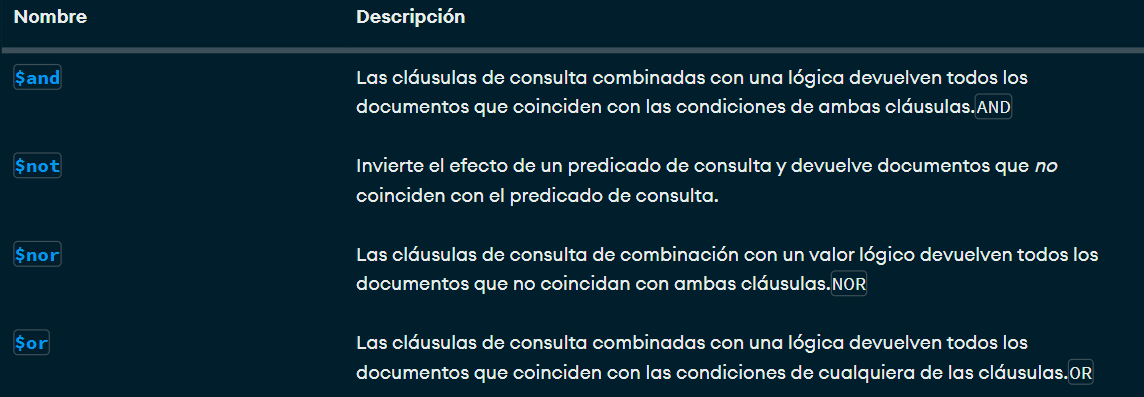 Nombre Descripción
$and Las cláusulas de consulta combinadas con una lógica devuelven todos los
documentos que coinciden con las condiciones de ambas cláusulas.AND
$not Invierte el efecto de un predicado de consulta y devuelve documentos que no
coinciden con el predicado de consulta.
$nor Las cláusulas de consulta de combinación con un valor lógico devuelven todos los
documentos que no coincidan con ambas cláusulas.NOR
$or Las cláusulas de consulta combinadas con una lógica devuelven todos los
documentos que coinciden con las condiciones de cualquiera de las cláusulas.OR